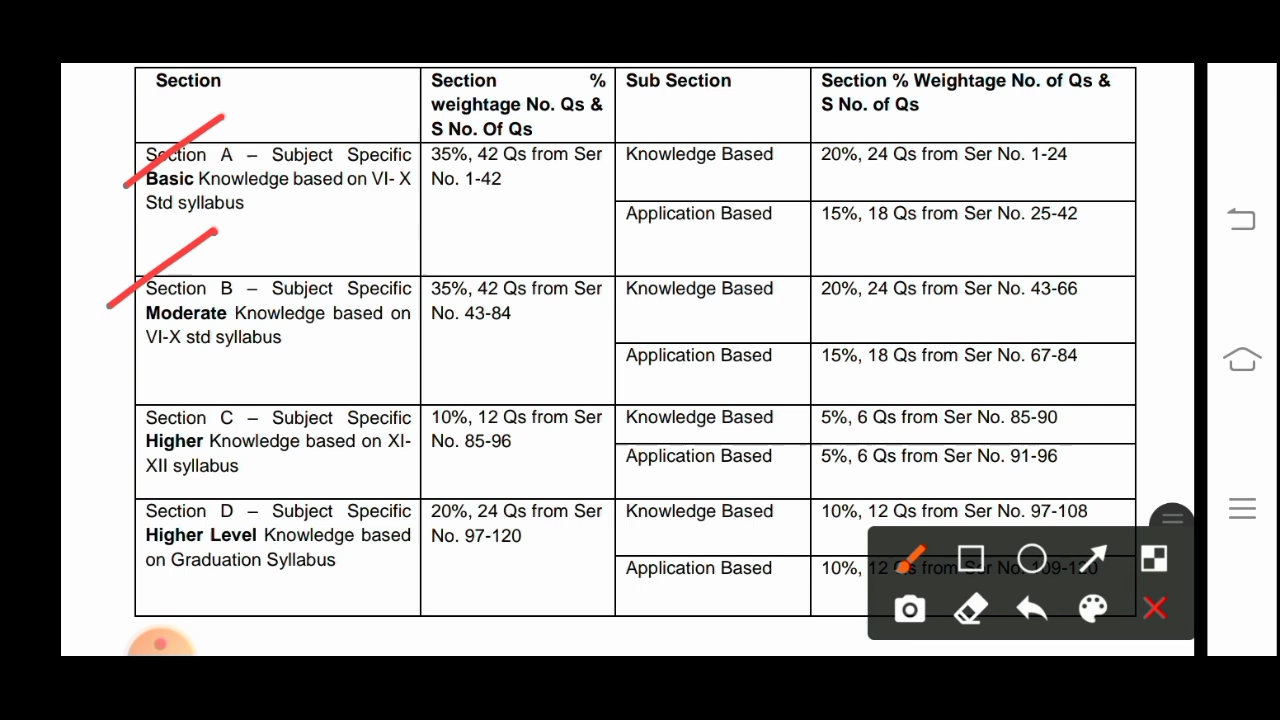 Section
Section %
weightage No. Qs &
S No. Of Qs
Sub Section
Section % Weightage No. of Qs &
S No. of Qs
Section A – Subject Specific
Basic Knowledge based on VI- X
Std syllabus
35%, 42 Qs from Ser
No. 1-42
Knowledge Based
20%, 24 Qs from Ser No. 1-24
Application Based
15%, 18 Qs from Ser No. 25-42
Section B – Subject Specific
Moderate Knowledge based on
VI-X std syllabus
35%, 42 Qs from Ser
No. 43-84
Knowledge Based
20%, 24 Qs from Ser No. 43-66
Application Based
15%, 18 Qs from Ser No. 67-84
Section C – Subject Specific
Higher Knowledge based on XI-
XII syllabus
10%, 12 Qs from Ser
No. 85-96
Knowledge Based
5%, 6 Qs from Ser No. 85-90
Application Based
5%, 6 Qs from Ser No. 91-96
Section D – Subject Specific
Higher Level Knowledge based
on Graduation Syllabus
20%, 24 Qs from Ser
No. 97-120
Knowledge Based
10%, 12 Qs from Ser No. 97-108
Application Based
10%, 12 Qs from Ser No. 109-120